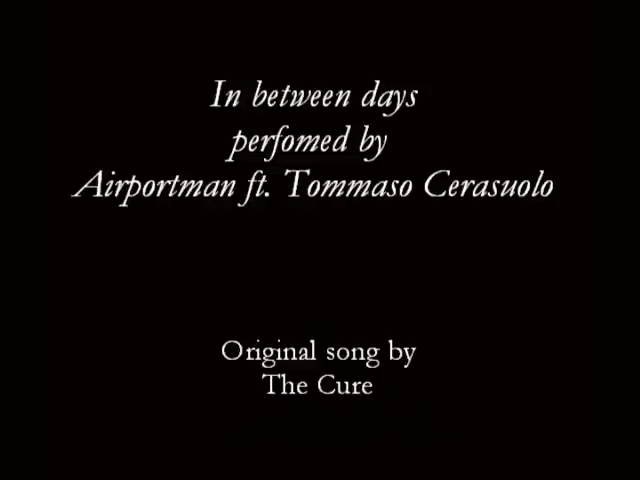 In between days
perfomed by
Airportman ft. Tommaso Cerasuolo
Original song by
The Cure